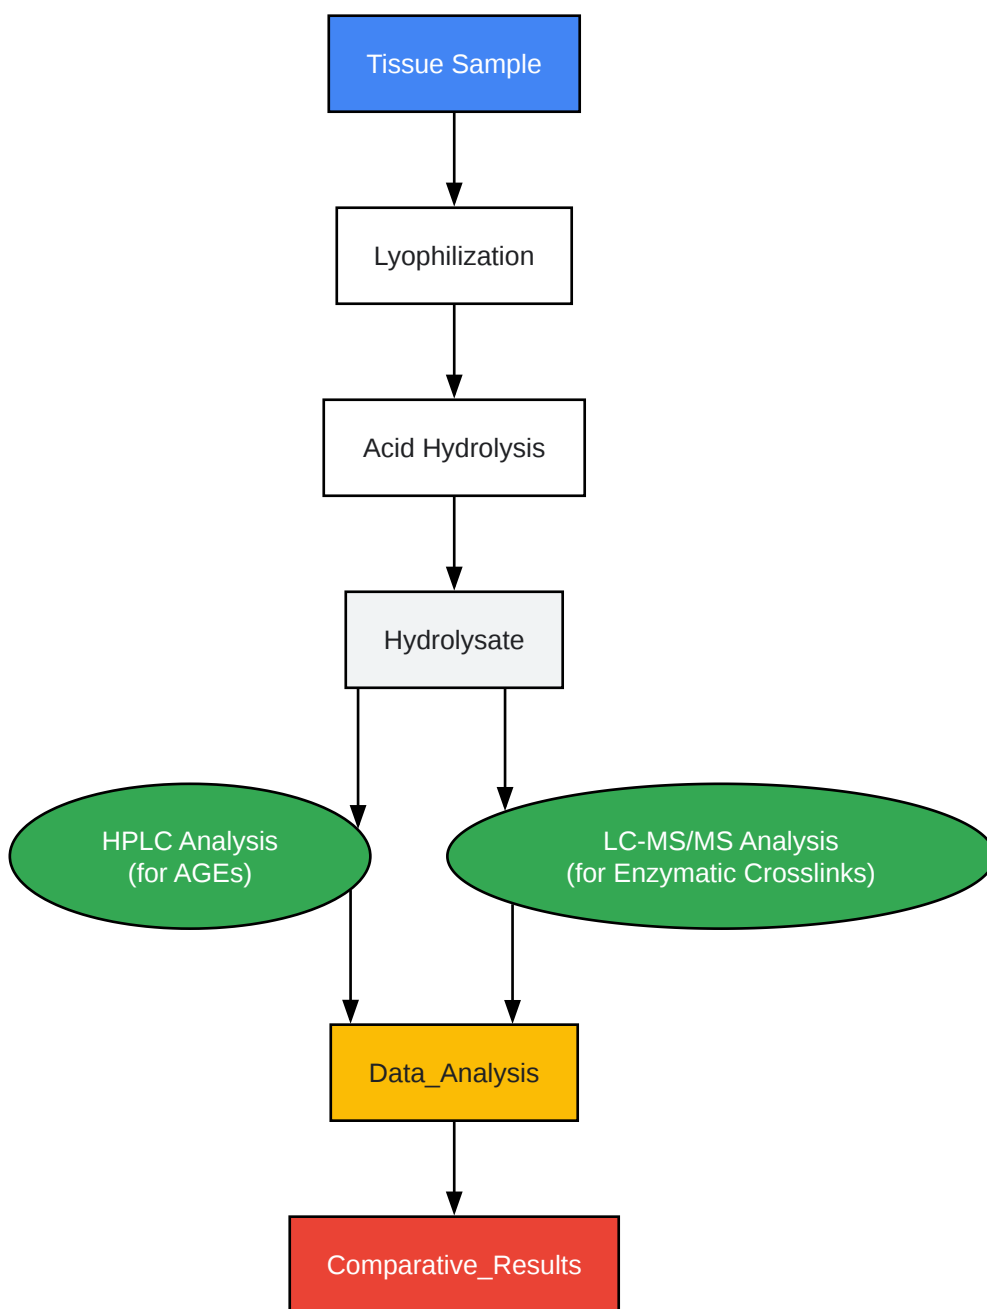 Tissue Sample
Lyophilization
Acid Hydrolysis
Hydrolysate
HPLC Analysis
(for AGEs)
LC-MS/MS Analysis
(for Enzymatic Crosslinks)
Data_Analysis
Comparative_Results